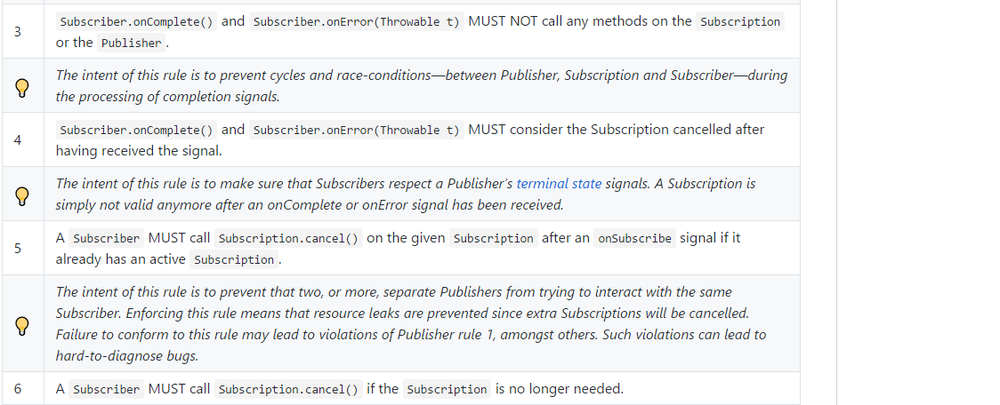 3
Subscriber.onComplete() and Subscriber.onError(Throwable t) MUST NOT call any methods on the Subscription
or the Publisher.
The intent of this rule is to prevent cycles and race-conditions—between Publisher, Subscription and Subscriber—during
the processing of completion signals.
4
Subscriber.onComplete() and Subscriber.onError(Throwable t) MUST consider the Subscription cancelled after
having received the signal.
The intent of this rule is to make sure that Subscribers respect a Publisher's terminal state signals. A Subscription is
simply not valid anymore after an onComplete or onError signal has been received.
5
A Subscriber MUST call Subscription.cancel() on the given Subscription after an onSubscribe signal if it
already has an active Subscription.
The intent of this rule is to prevent that two, or more, separate Publishers from trying to interact with the same
Subscriber. Enforcing this rule means that resource leaks are prevented since extra Subscriptions will be cancelled.
Failure to conform to this rule may lead to violations of Publisher rule 1, amongst others. Such violations can lead to
hard-to-diagnose bugs.
6
A Subscriber MUST call Subscription.cancel() if the Subscription is no longer needed.